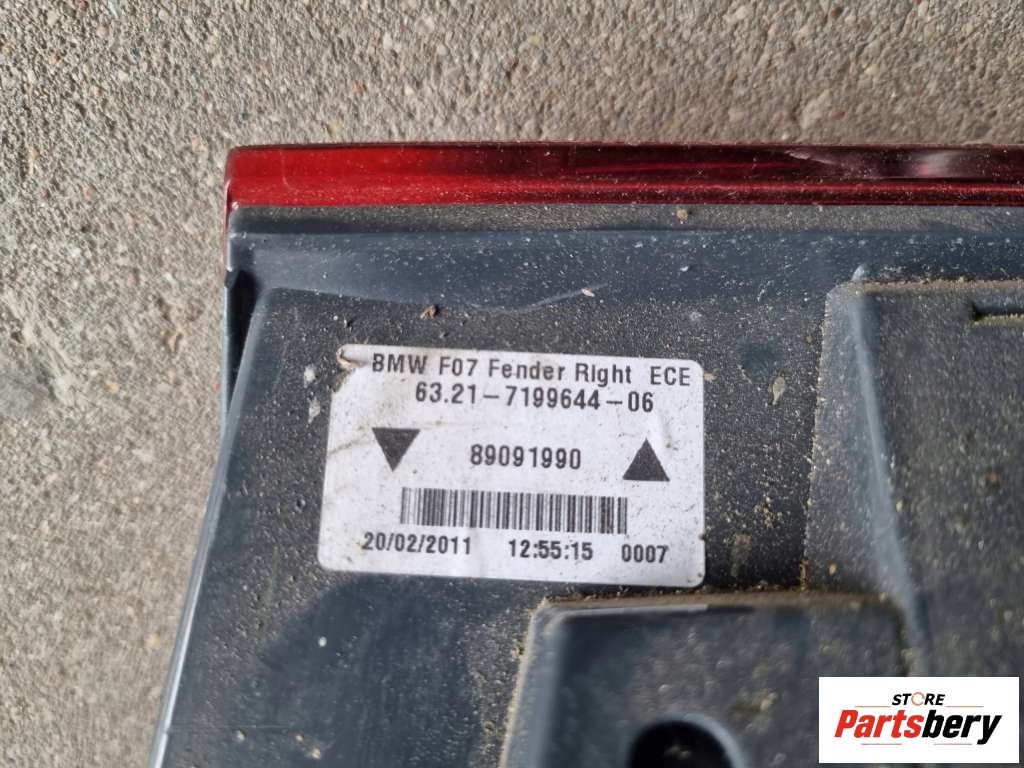 BMW F07 Fender Right ECE
63.21-7199644-06
89091990
20/02/2011 12:55:15 0007
STORE
Partsbery